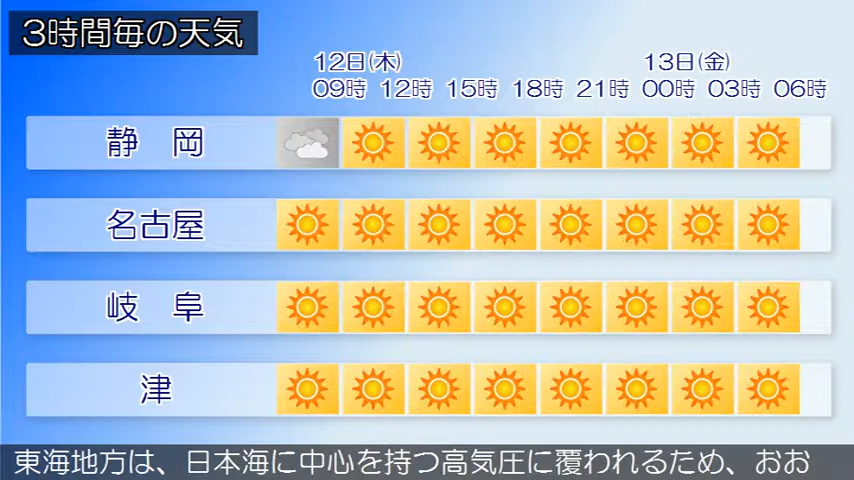 3時間毎の天気
12日(木) 13日(金)
09時 12時 15時 18時 21時 00時 03時 06時
静岡
名古屋
岐阜
津
東海地方は、日本海に中心を持つ高気圧に覆われるため、おお